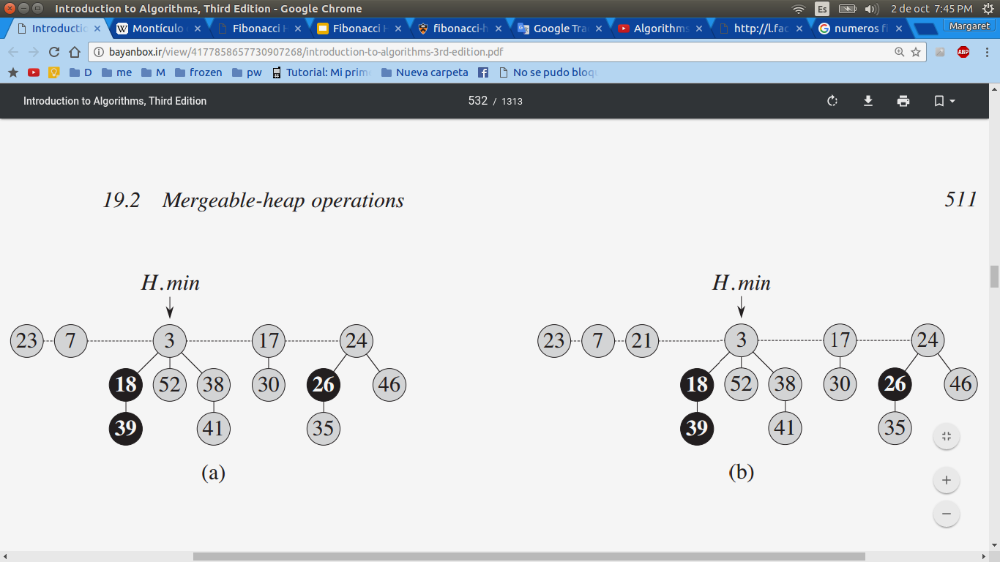 Introduction to Algorithms, Third Edition - Google Chrome
Es
2 de oct 7:45 PM
Introductio
Montículo
Fibonacci H
Fibonacci H
fibonacci-h
Google Tra
Algorithms
http://l.fac
numeros fi
Margaret
bayanbox.ir/view/4177858657730907268/introduction-to-algorithms-3rd-edition.pdf
ABP
D
me
M
frozen
pw
Tutorial: Mi prim
Nueva carpeta
No se pudo bloq
Introduction to Algorithms, Third Edition
532 / 1313
19.2 Mergeable-heap operations
511
H.min
23 7 3 17 24
18 52 38 30 26 46
39 41 35
(a)
H.min
23 7 21 3 17 24
18 52 38 30 26 46
39 41 35
(b)